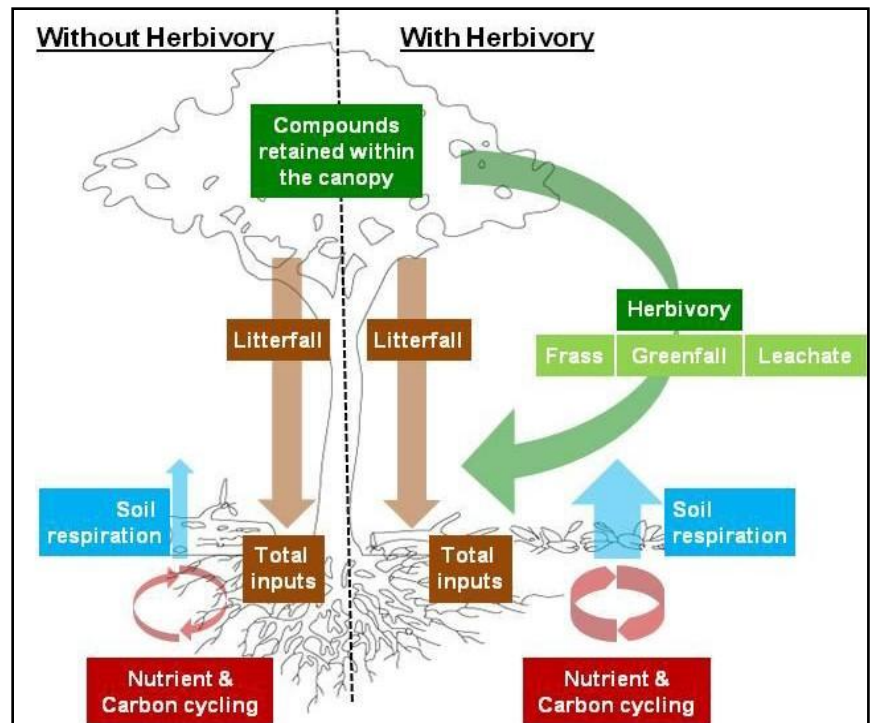 Without Herbivory
With Herbivory
Compounds
retained within
the canopy
Litterfall
Litterfall
Herbivory
Frass
Greenfall
Leachate
Soil
respiration
Soil
respiration
Total
inputs
Total
inputs
Nutrient &
Carbon cycling
Nutrient &
Carbon cycling